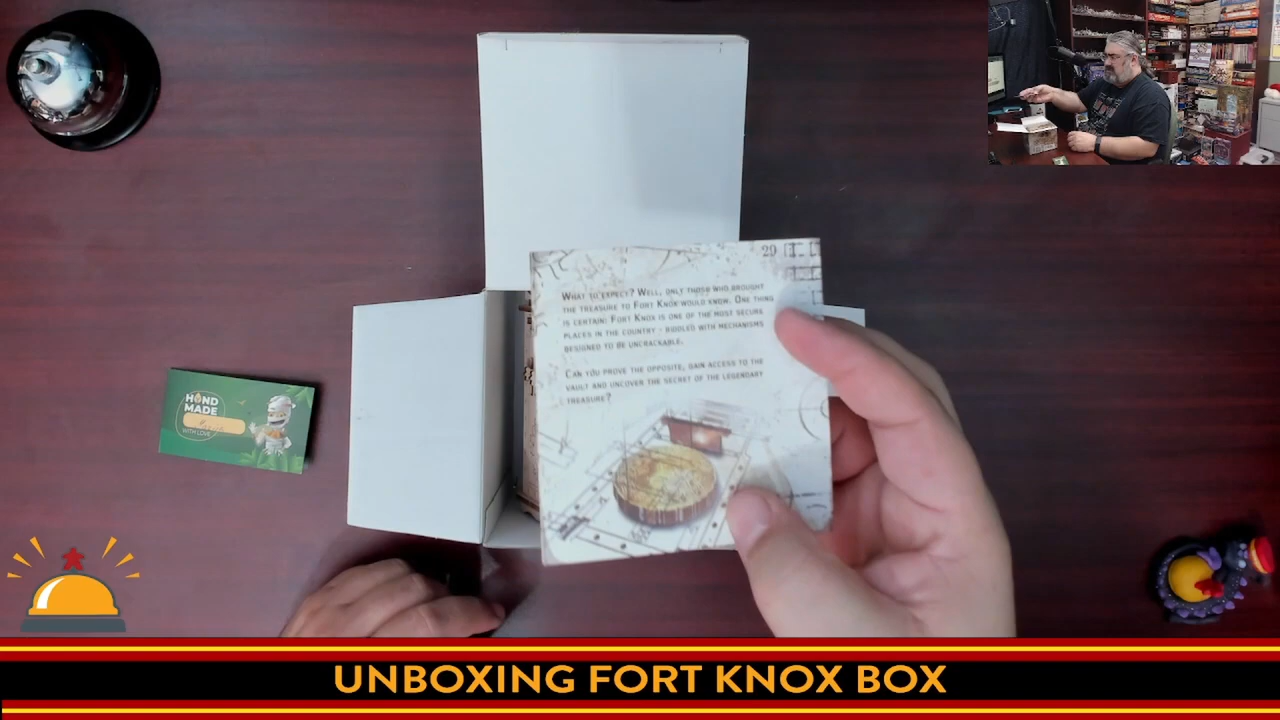 29
WHAT TO EXPECT? WELL, ONLY THOSE WHO BROUGHT
THE TREASURE TO FORT KNOX WOULD KNOW. ONE THING
IS CERTAIN: FORT KNOX IS ONE OF THE MOST SECURE
PLACES IN THE COUNTRY - RIDDLED WITH MECHANISMS
DESIGNED TO BE UNCRACKABLE.
CAN YOU PROVE THE OPPOSITE, GAIN ACCESS TO THE
VAULT AND UNCOVER THE SECRET OF THE LEGENDARY
TREASURE?
HAND
MADE
WITH LOVE
UNBOXING FORT KNOX BOX